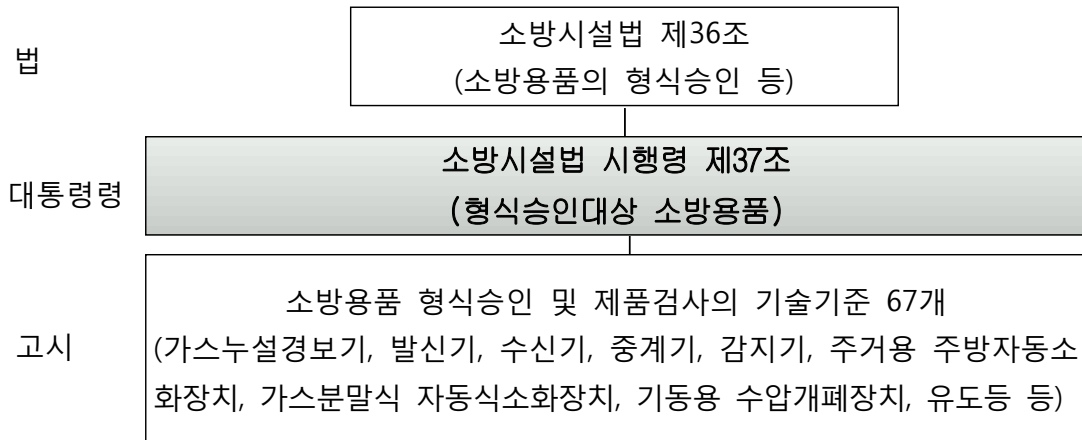 법
소방시설법 제36조
(소방용품의 형식승인 등)
대통령령
소방시설법 시행령 제37조
(형식승인대상 소방용품)
고시
소방용품 형식승인 및 제품검사의 기술기준 67개
(가스누설경보기, 발신기, 수신기, 중계기, 감지기, 주거용 주방자동소
화장치, 가스분말식 자동식소화장치, 기동용 수압개폐장치, 유도등 등)